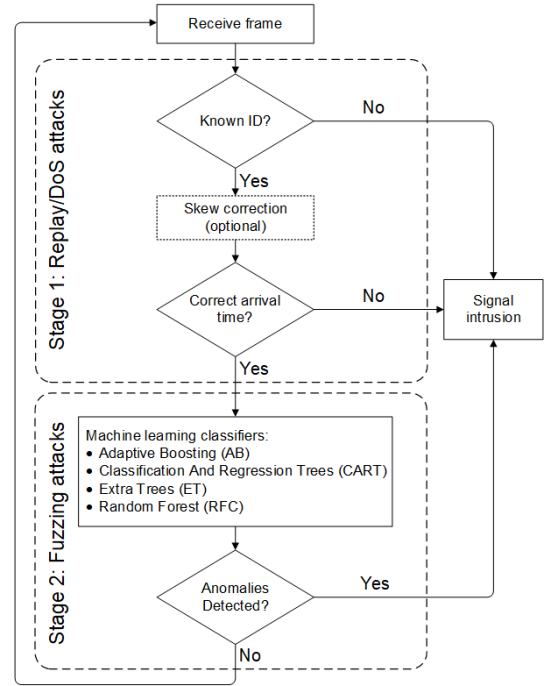 Receive frame
Stage 1: Replay/DoS attacks
Known ID?
No
Yes
Skew correction
(optional)
Correct arrival
time?
No
Signal
intrusion
Yes
Stage 2: Fuzzing attacks
Machine learning classifiers:
● Adaptive Boosting (AB)
● Classification And Regression Trees (CART)
● Extra Trees (ET)
● Random Forest (RFC)
Anomalies
Detected?
Yes
No